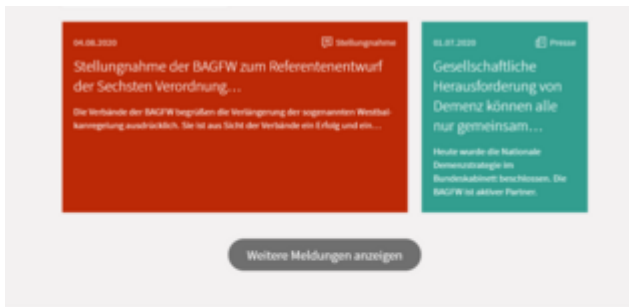 04.08.2020
Stellungnahme
Stellungnahme der BAGFW zum Referentenentwurf
der Sechsten Verordnung…
Die Verbände der BAGFW begrüßen die Verlängerung der sogenannten Westbal-
kanregelung ausdrücklich. Sie ist aus Sicht der Verbände ein Erfolg und ein…
01.07.2020
Presse
Gesellschaftliche
Herausforderung von
Demenz können alle
nur gemeinsam…
Heute wurde die Nationale
Demenzstrategie im
Bundeskabinett beschlossen. Die
BAGFW ist aktiver Partner.
Weitere Meldungen anzeigen